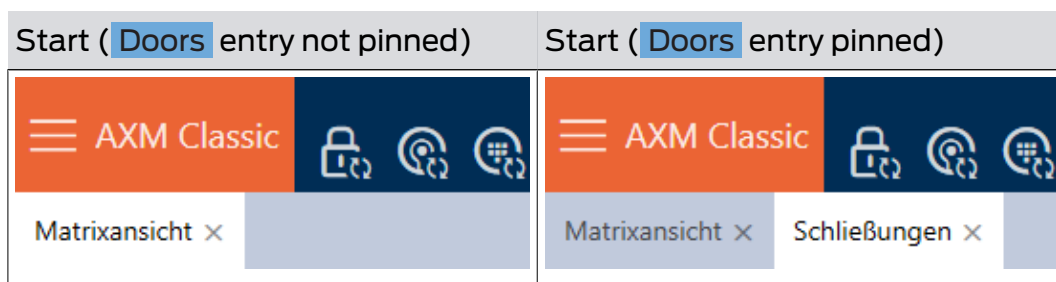 Start ( Doors entry not pinned)
Start ( Doors entry pinned)
AXM Classic
AXM Classic
Matrixansicht ×
Matrixansicht × Schließungen ×